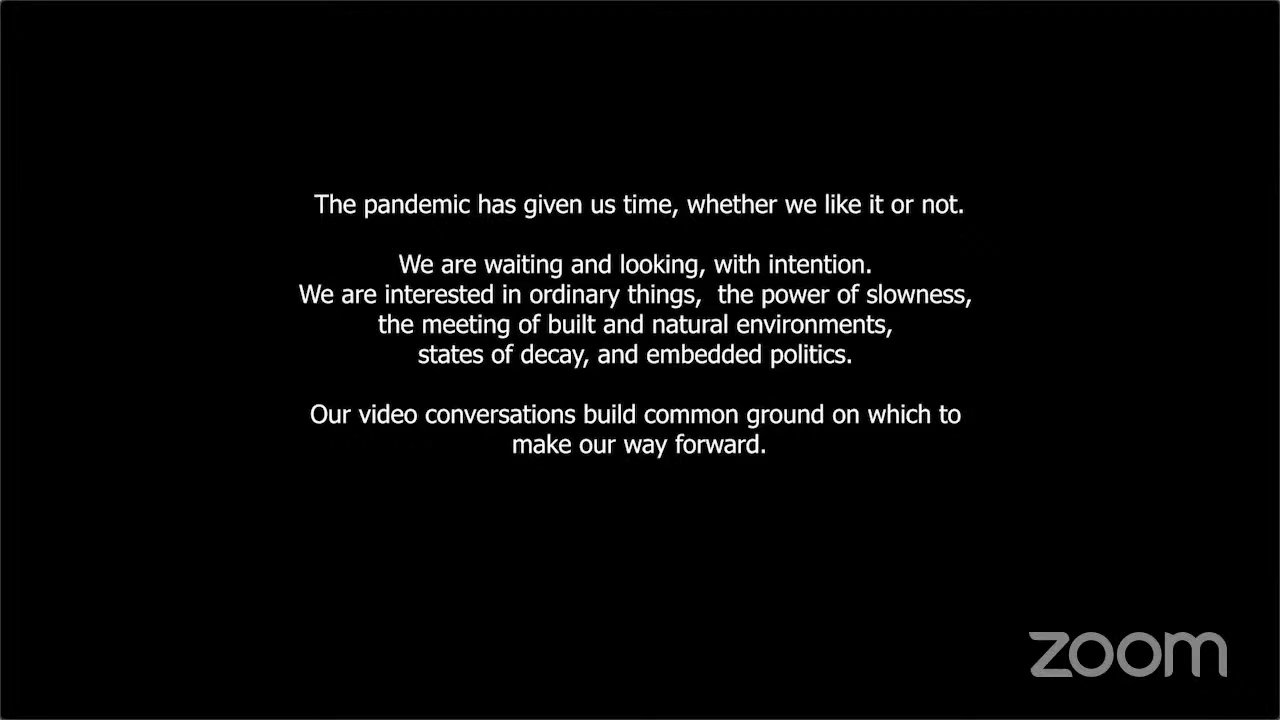 The pandemic has given us time, whether we like it or not.
We are waiting and looking, with intention.
We are interested in ordinary things,  the power of slowness,
the meeting of built and natural environments,
states of decay, and embedded politics.
Our video conversations build common ground on which to
make our way forward.
zoom